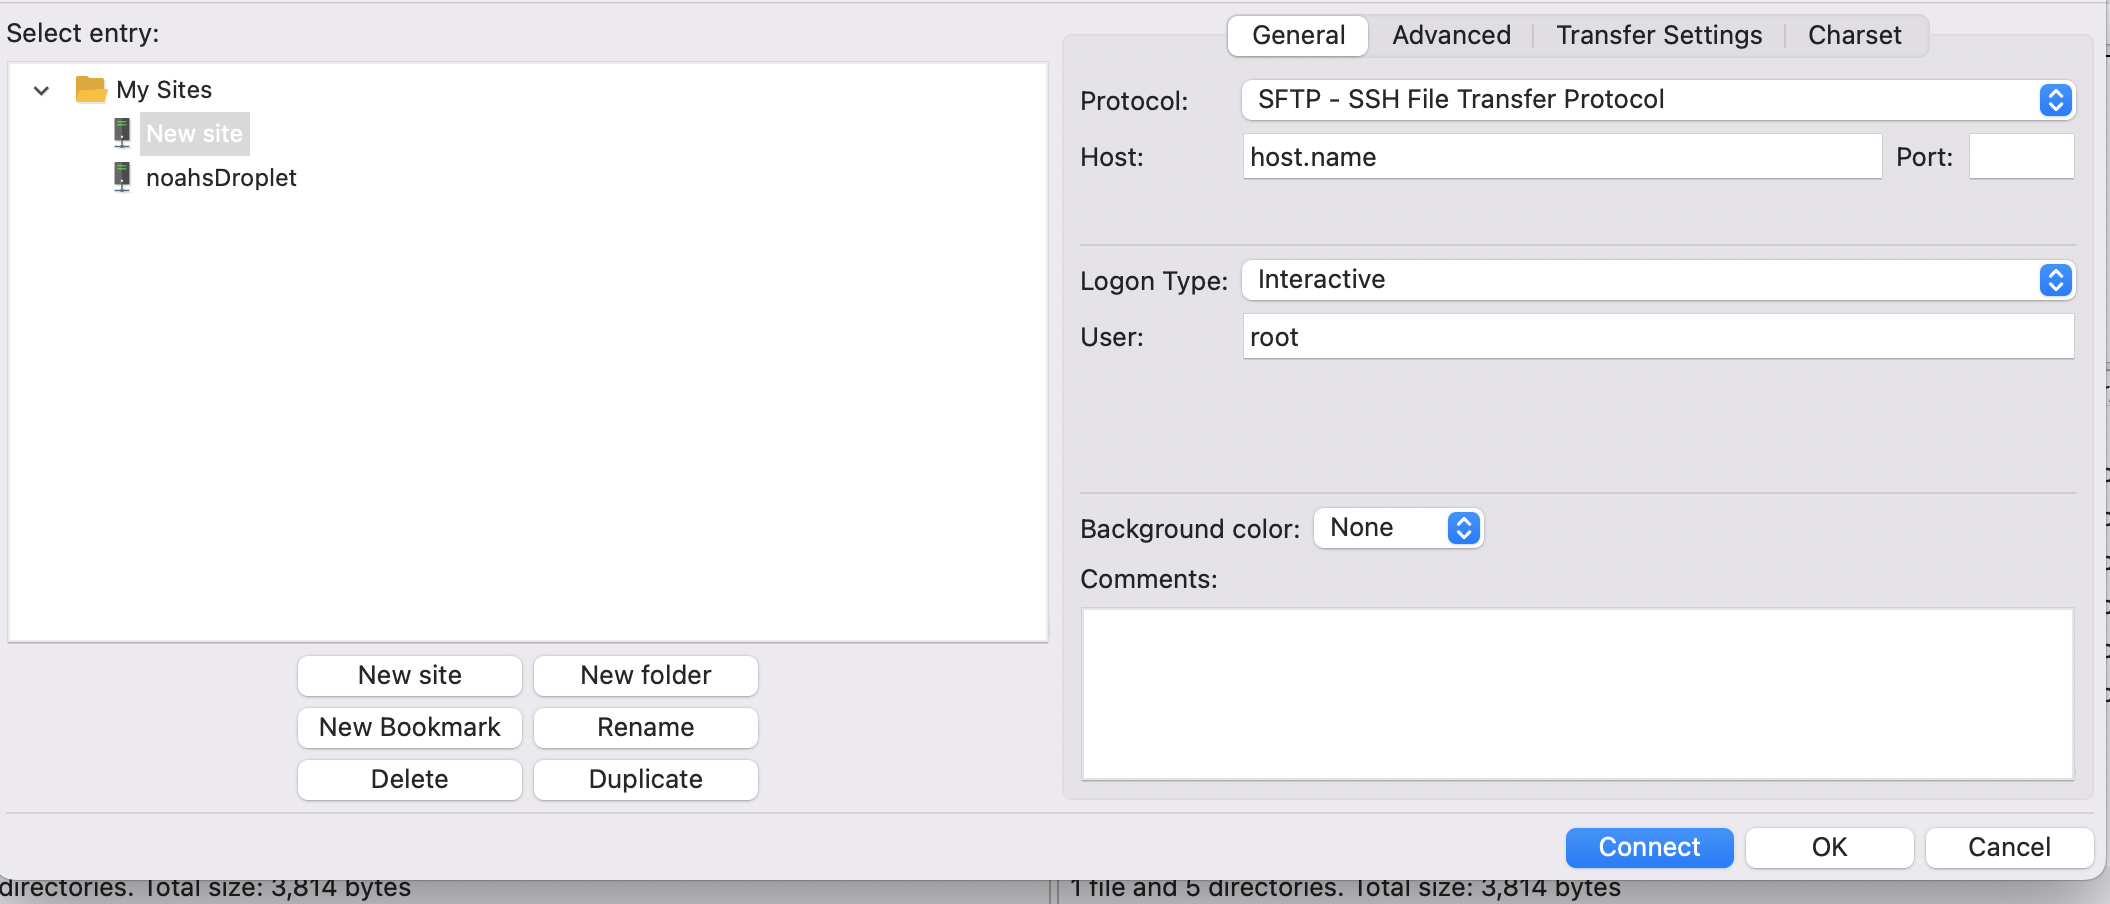 Select entry:
My Sites
New site
noahsDroplet
New site
New folder
New Bookmark
Rename
Delete
Duplicate
General
Advanced
Transfer Settings
Charset
Protocol:
SFTP - SSH File Transfer Protocol
Host:
host.name
Port:
Logon Type:
Interactive
User:
root
Background color:
None
Comments:
Connect
OK
Cancel
directories. Total size: 3,814 bytes
1 file and 5 directories. Total size: 3,814 bytes